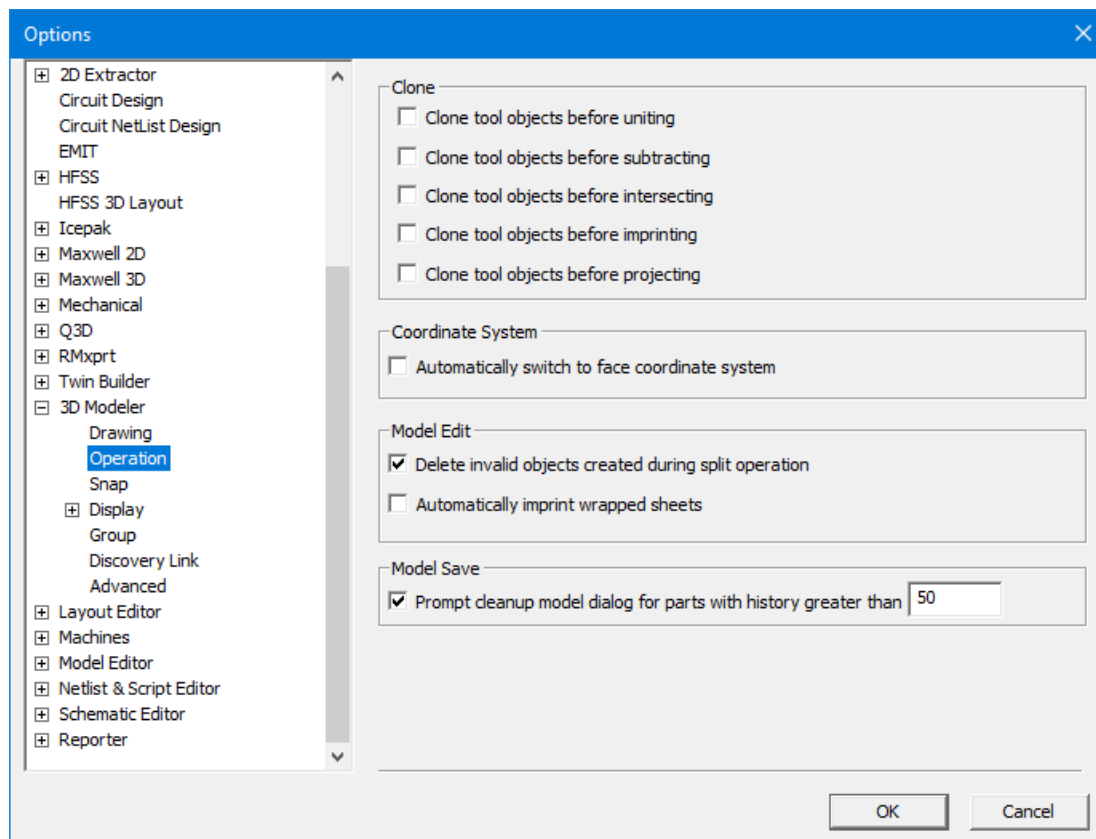 Options
2D Extractor
Circuit Design
Circuit NetList Design
EMIT
HFSS
HFSS 3D Layout
Icepak
Maxwell 2D
Maxwell 3D
Mechanical
Q3D
RMxprt
Twin Builder
3D Modeler
Drawing
Operation
Snap
Display
Group
Discovery Link
Advanced
Layout Editor
Machines
Model Editor
Netlist & Script Editor
Schematic Editor
Reporter
Clone
Clone tool objects before uniting
Clone tool objects before subtracting
Clone tool objects before intersecting
Clone tool objects before imprinting
Clone tool objects before projecting
Coordinate System
Automatically switch to face coordinate system
Model Edit
Delete invalid objects created during split operation
Automatically imprint wrapped sheets
Model Save
Prompt cleanup model dialog for parts with history greater than 50
OK Cancel